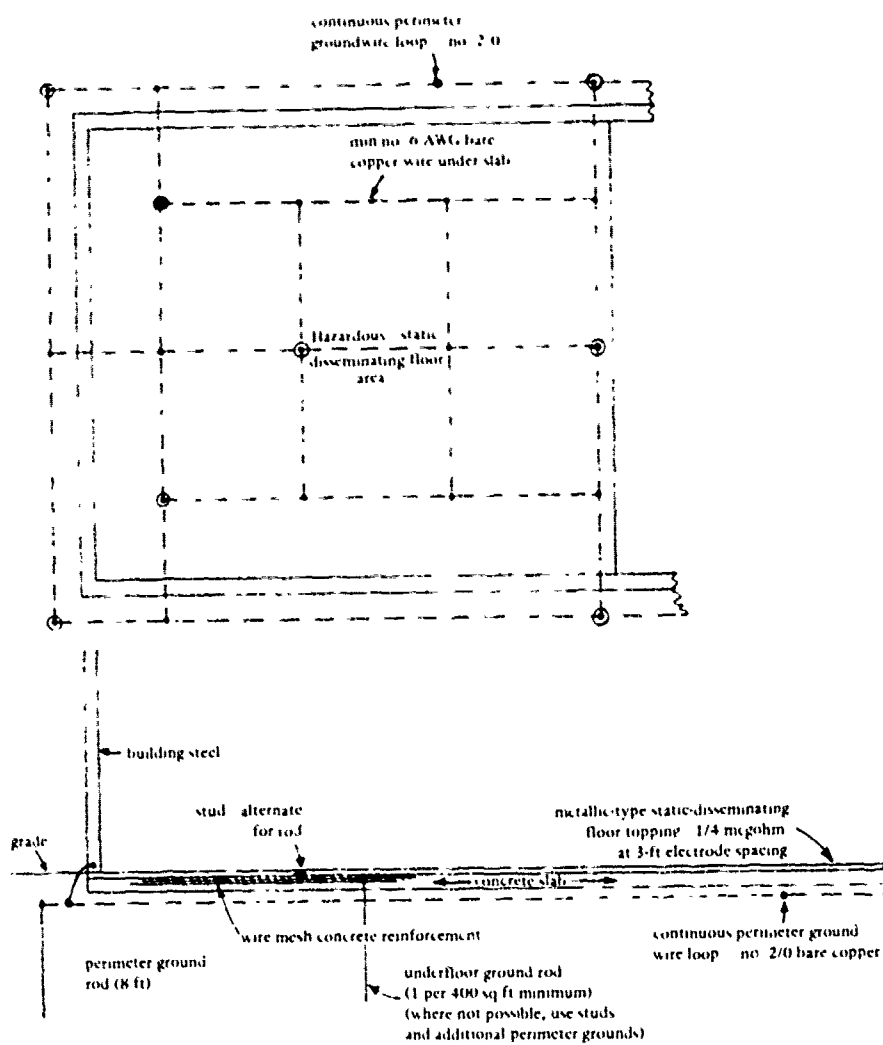 continuous perimeter
groundwire loop no 2/0
min no 6 AWG bare
copper wire under slab
Hazardous static
disseminating floor
area
building steel
stud alternate
for rod
metallic-type static-disseminating
floor topping 1/4 megohm
at 3-ft electrode spacing
grade
concrete slab
wire mesh concrete reinforcement
continuous perimeter ground
wire loop no 2/0 bare copper
perimeter ground
rod (8 ft)
underfloor ground rod
(1 per 400 sq ft minimum)
(where not possible, use studs
and additional perimeter grounds)